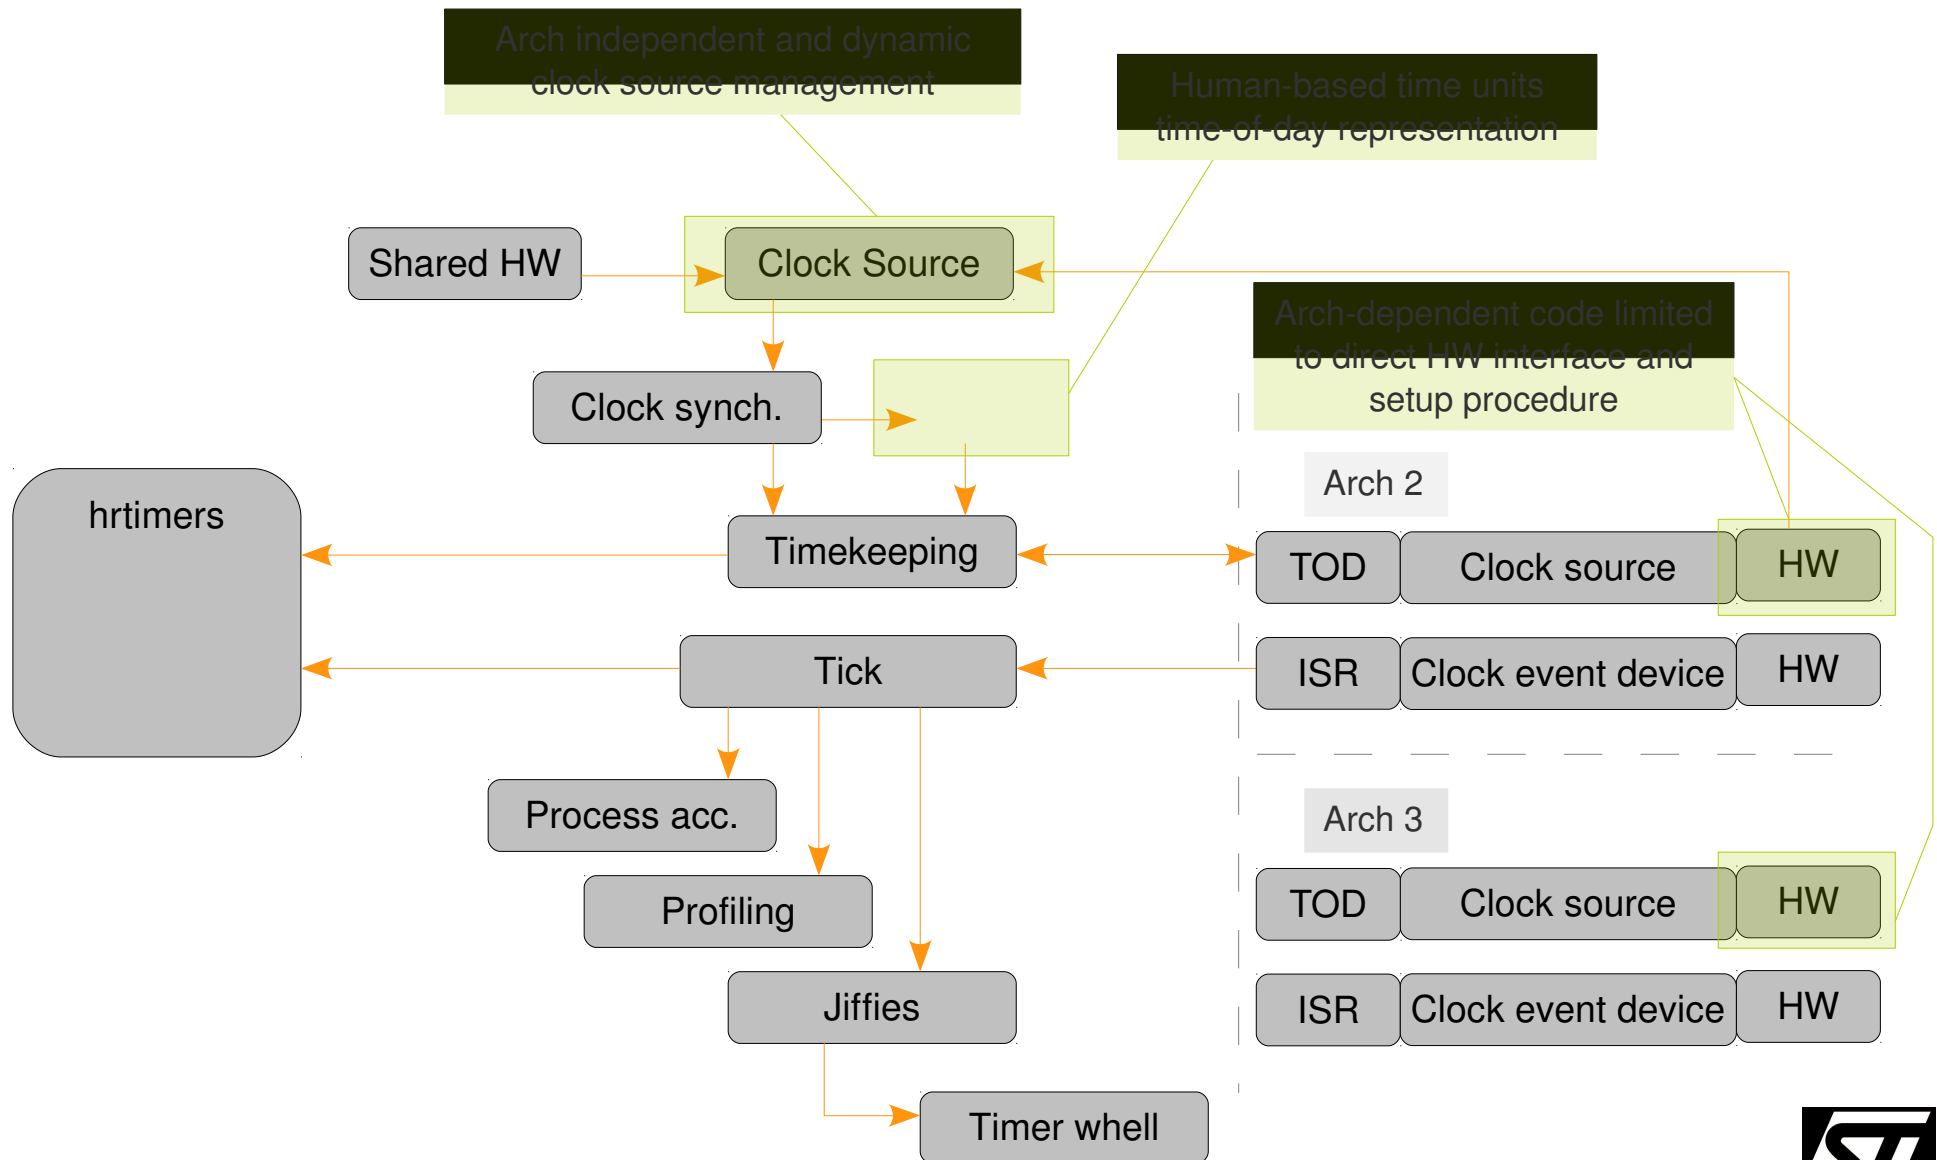 Arch independent and dynamic
clock source management
Human-based time units
time-of-day representation
Shared HW
Clock Source
Arch-dependent code limited
to direct HW interface and
setup procedure
Clock synch.
Arch 2
hrtimers
Timekeeping
TOD
Clock source
HW
Tick
ISR
Clock event device
HW
Process acc.
Arch 3
Profiling
TOD
Clock source
HW
Jiffies
ISR
Clock event device
HW
Timer whell
ST